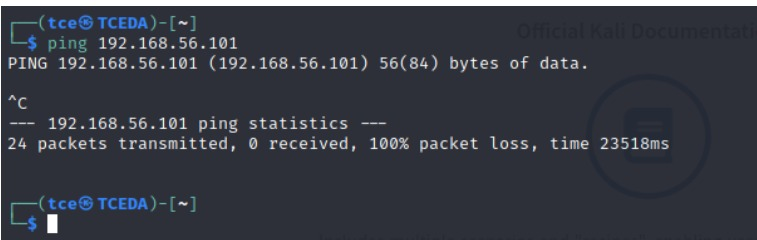 ┌──(tce㉿TCEDA)-[~]
└─$ ping 192.168.56.101
Official Kali Documentati
PING 192.168.56.101 (192.168.56.101) 56(84) bytes of data.
^C
--- 192.168.56.101 ping statistics ---
24 packets transmitted, 0 received, 100% packet loss, time 23518ms
┌──(tce㉿TCEDA)-[~]
└─$